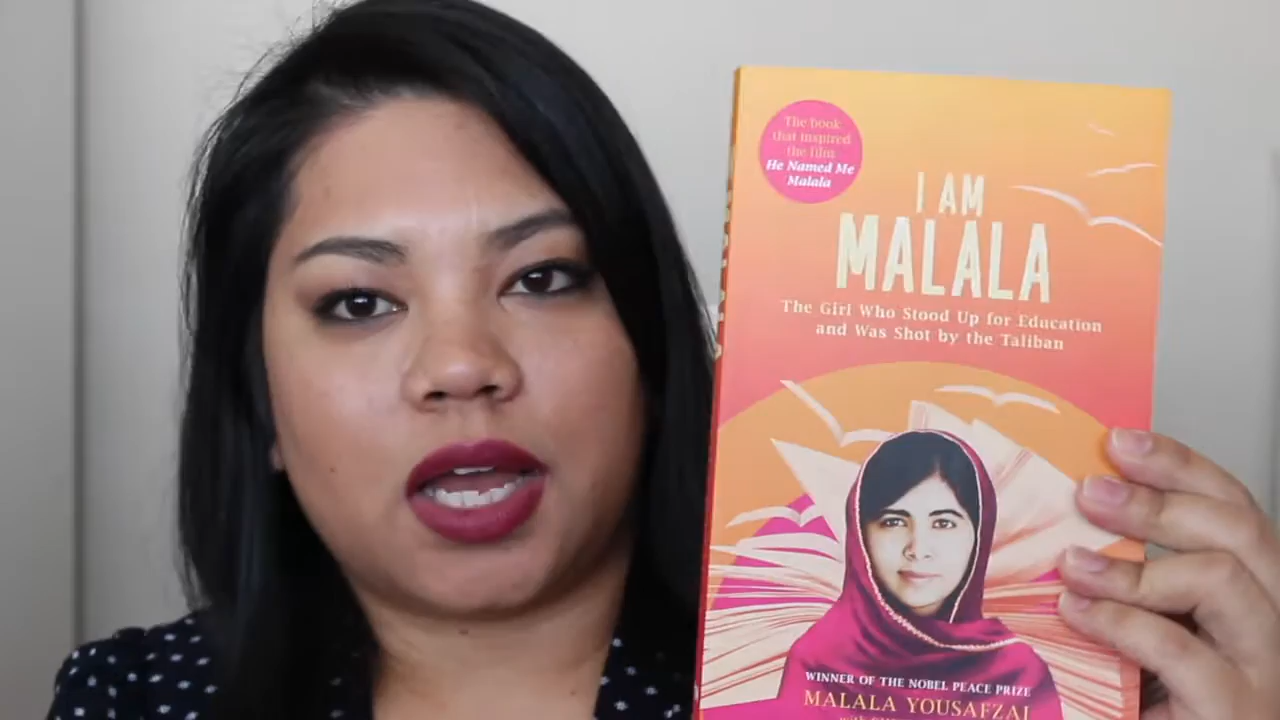 The book
that inspired
the film
He Named Me
Malala
I AM
MALALA
The Girl Who Stood Up for Education
and Was Shot by the Taliban
WINNER OF THE NOBEL PEACE PRIZE
MALALA YOUSAFZAI
with